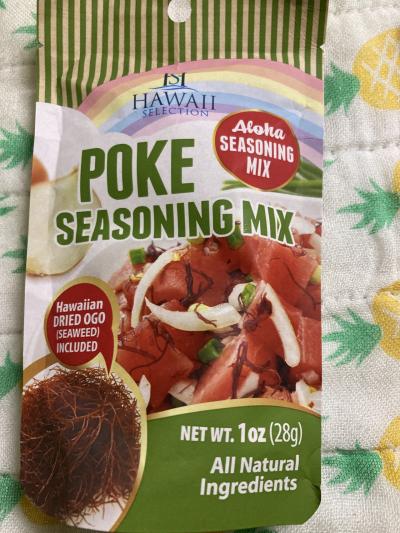 HS
HAWAII
SELECTION
Aloha
SEASONING
MIX
POKE
SEASONING MIX
Hawaiian
DRIED OGO
(SEAWEED)
INCLUDED
NET WT. 1oz (28g)
All Natural
Ingredients